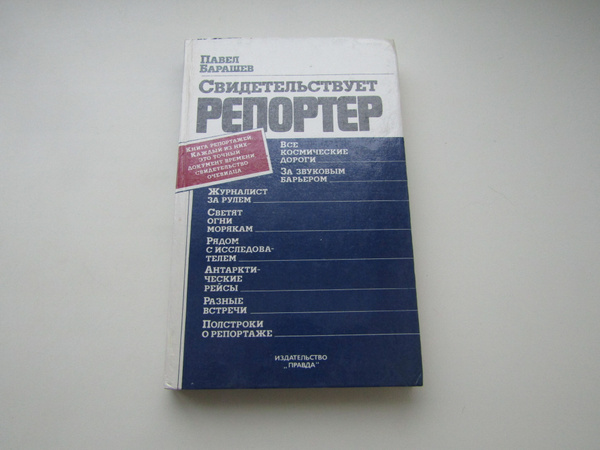 Павел
Барашев
Свидетельствует
РЕПОРТЕР
Книга репортажей.
Каждый из них—
это точный
документ времени
свидетельство
очевидца
Все
космические
дороги
За звуковым
барьером
Журналист
за рулем
Светят
огни
морякам
Рядом
с исследова-
телем
Антаркти-
ческие
рейсы
Разные
встречи
Полстроки
о репортаже
ИЗДАТЕЛЬСТВО
„ПРАВДА"